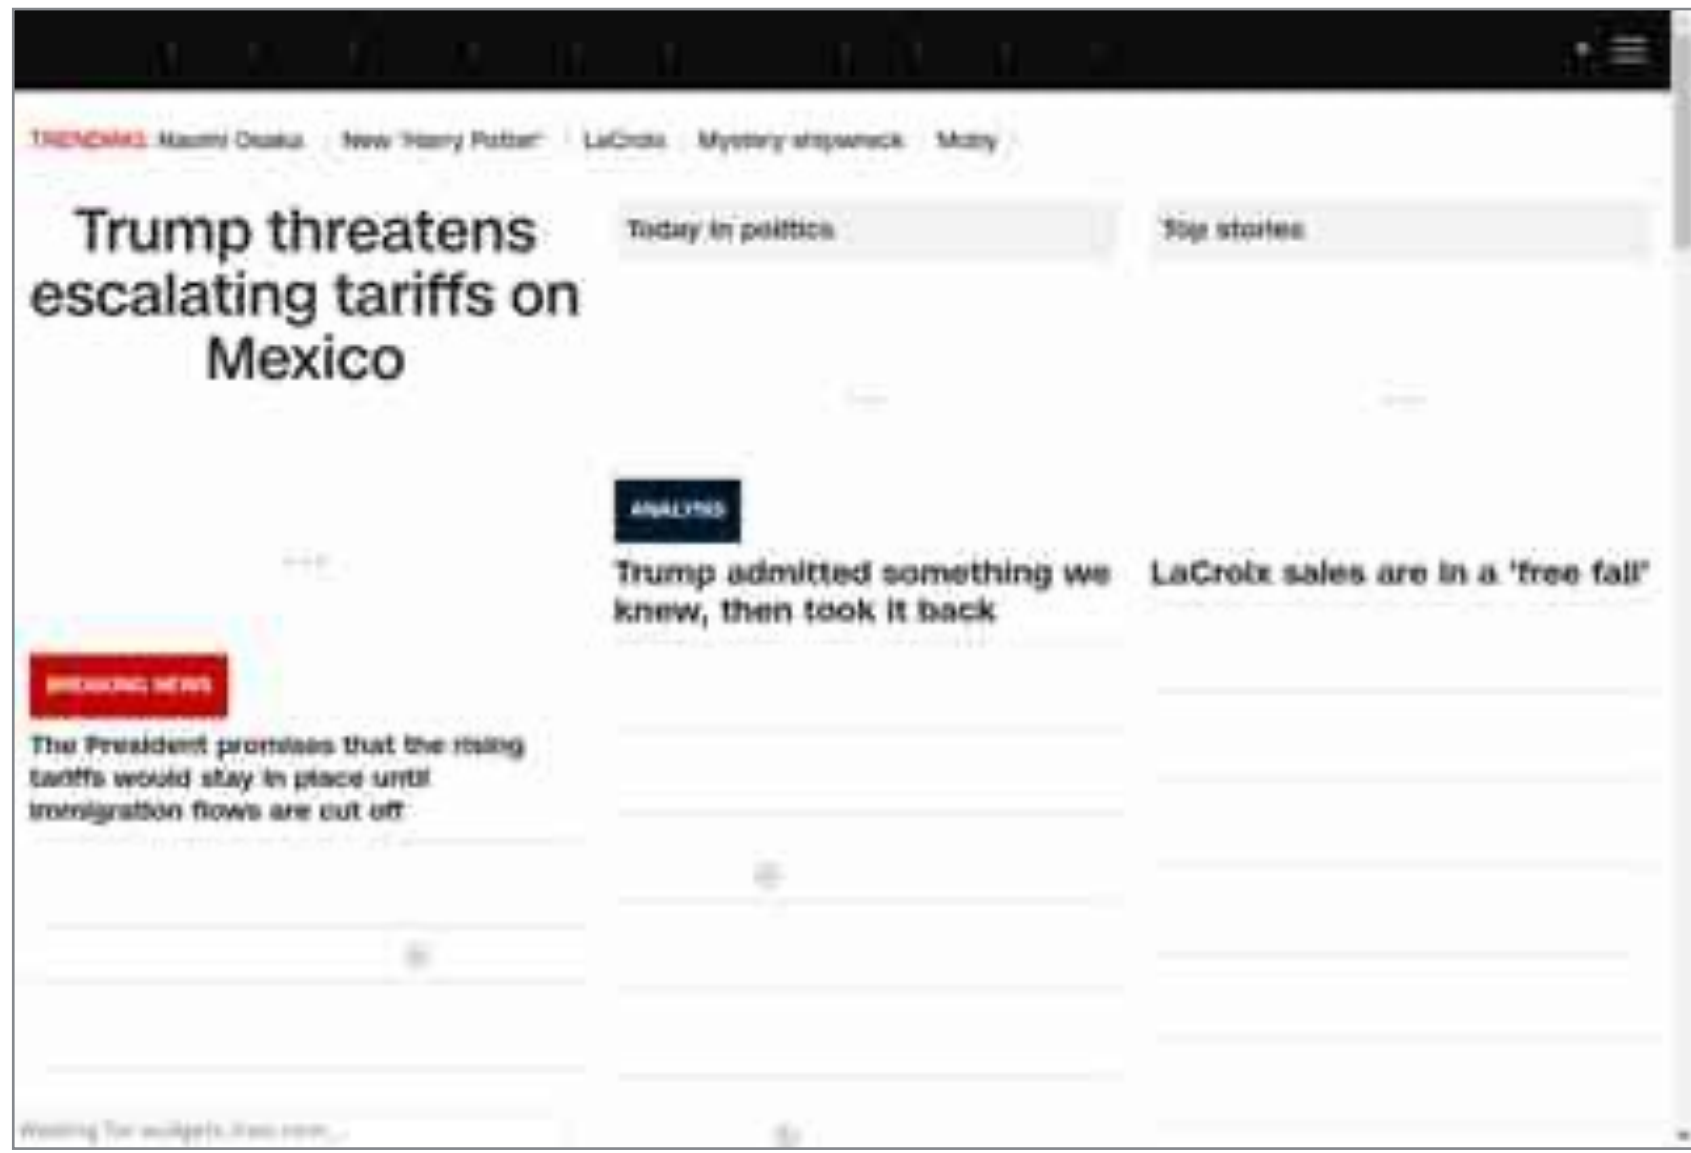 TRENDING Naomi Osaka New 'Harry Potter' LaCroix Mystery shipwreck Moby
Trump threatens
escalating tariffs on
Mexico
BREAKING NEWS
The President promises that the rising
tariffs would stay in place until
immigration flows are cut off
Today in politics
ANALYSIS
Trump admitted something we
knew, then took it back
Top stories
LaCroix sales are in a 'free fall'
Waiting for widgets